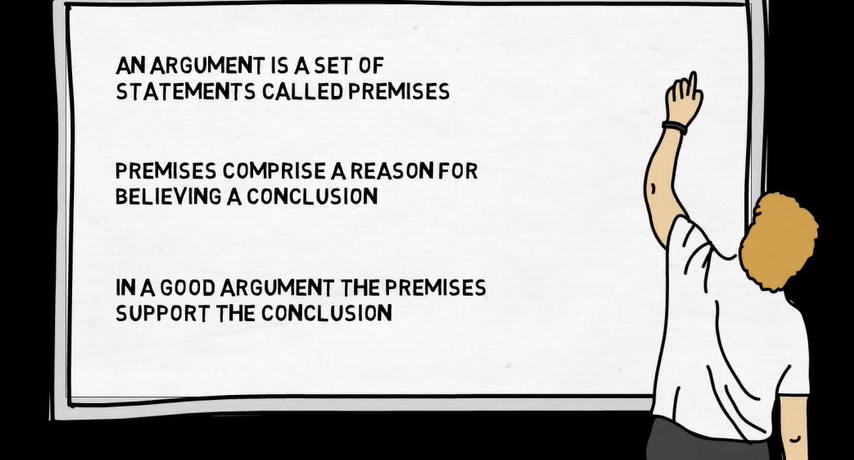 AN ARGUMENT IS A SET OF
STATEMENTS CALLED PREMISES
PREMISES COMPRISE A REASON FOR
BELIEVING A CONCLUSION
IN A GOOD ARGUMENT THE PREMISES
SUPPORT THE CONCLUSION